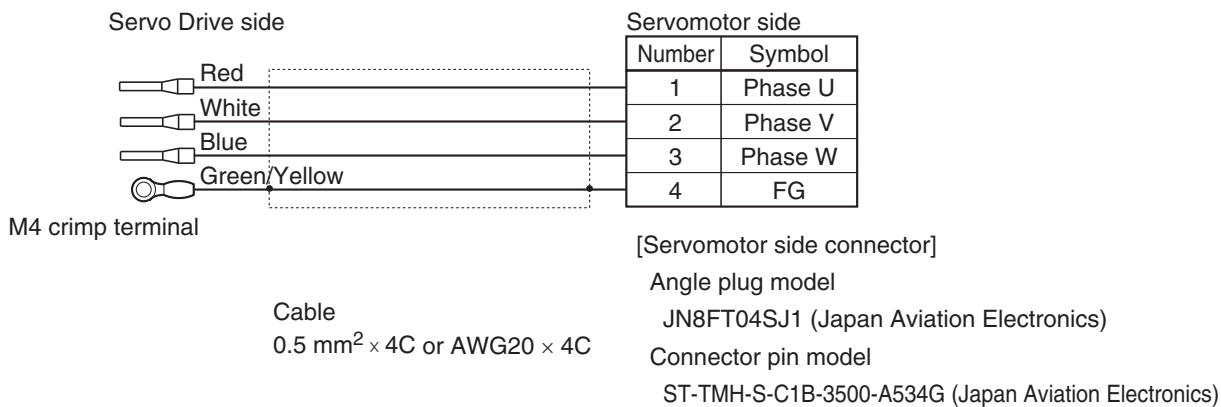 Servo Drive side
Servomotor side
Number Symbol
Red
1 Phase U
White
2 Phase V
Blue
3 Phase W
Green/Yellow
4 FG
M4 crimp terminal
[Servomotor side connector]
Angle plug model
JN8FT04SJ1 (Japan Aviation Electronics)
Cable
0.5 mm² × 4C or AWG20 × 4C
Connector pin model
ST-TMH-S-C1B-3500-A534G (Japan Aviation Electronics)